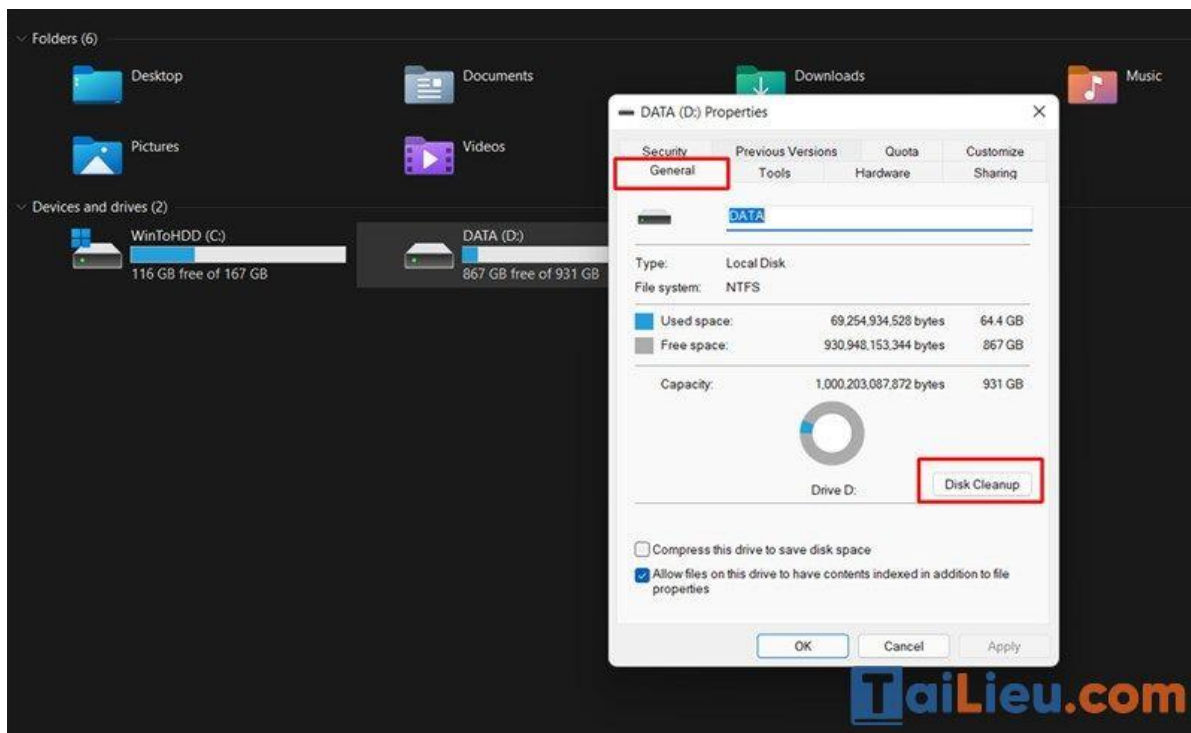 Folders (6)
Desktop
Documents
Downloads
Music
Pictures
Videos
Devices and drives (2)
WinToHDD (C:)
116 GB free of 167 GB
DATA (D:)
867 GB free of 931 GB
DATA (D:) Properties
Security Previous Versions Quota Customize
General Tools Hardware Sharing
DATA
Type: Local Disk
File system: NTFS
Used space: 69,254,934,528 bytes 64.4 GB
Free space: 930,948,153,344 bytes 867 GB
Capacity: 1,000,203,087,872 bytes 931 GB
Drive D:
Disk Cleanup
Compress this drive to save disk space
Allow files on this drive to have contents indexed in addition to file
properties
OK Cancel Apply
TaiLieu.com